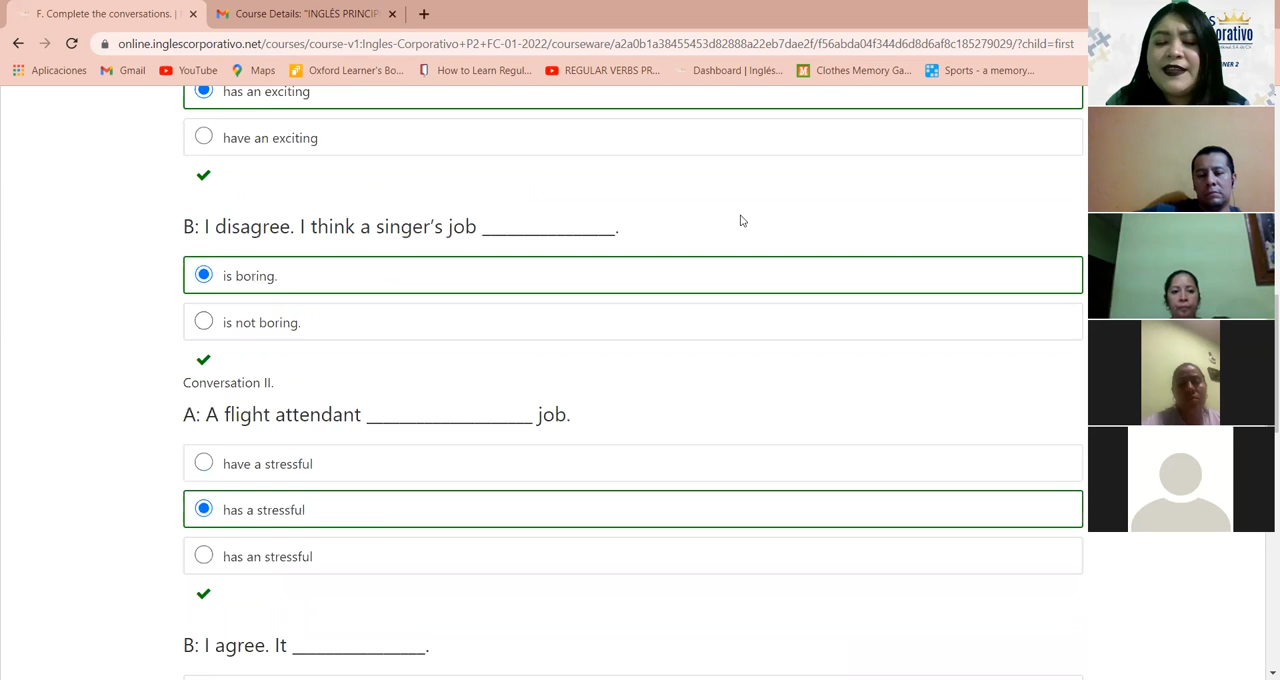 F. Complete the conversations. |
Course Details: "INGLÉS PRINCIP
online.inglescorporativo.net/courses/course-v1:Ingles-Corporativo+P2+FC-01-2022/courseware/a2a0b1a38455453d82888a22eb7dae2f/f56abda04f344d6d8d6af8c185279029/?child=first
Aplicaciones
Gmail
YouTube
Maps
Oxford Learner's Bo...
How to Learn Regul...
REGULAR VERBS PR...
Dashboard | Inglés...
Clothes Memory Ga...
Sports - a memory...
has an exciting
have an exciting
B: I disagree. I think a singer's job _______________.
is boring.
is not boring.
Conversation II.
A: A flight attendant ___________________ job.
have a stressful
has a stressful
has an stressful
B: I agree. It _______________.